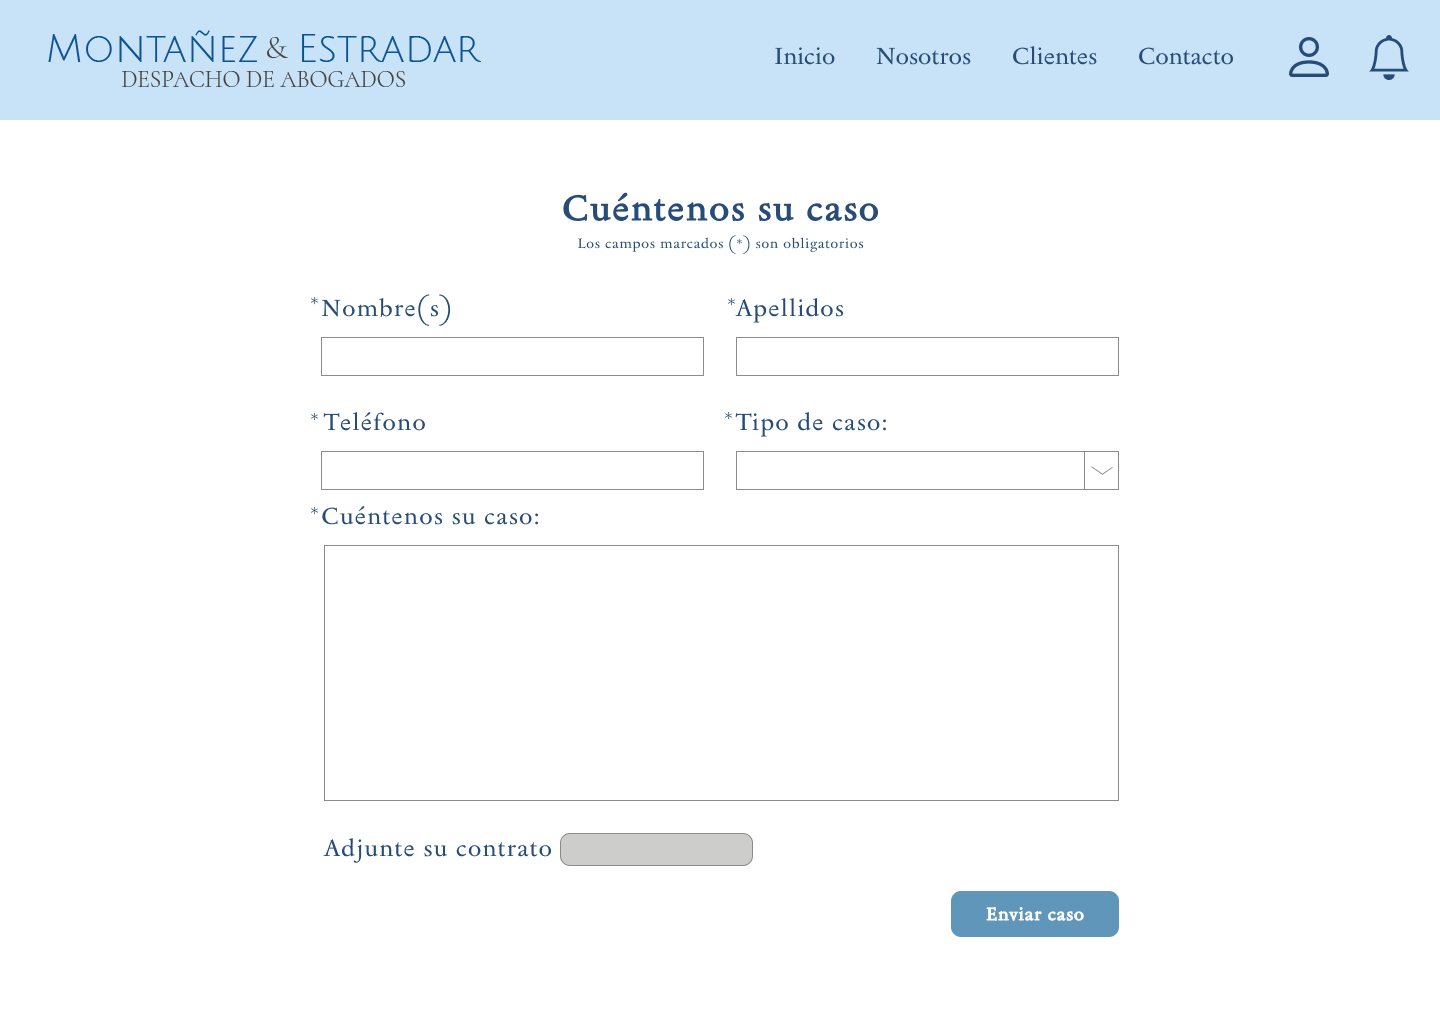 MONTAÑEZ & ESTRADAR
DESPACHO DE ABOGADOS
Inicio Nosotros Clientes Contacto
Cuéntenos su caso
Los campos marcados (*) son obligatorios
*Nombre(s) *Apellidos
*Teléfono *Tipo de caso:
*Cuéntenos su caso:
Adjunte su contrato
Enviar caso